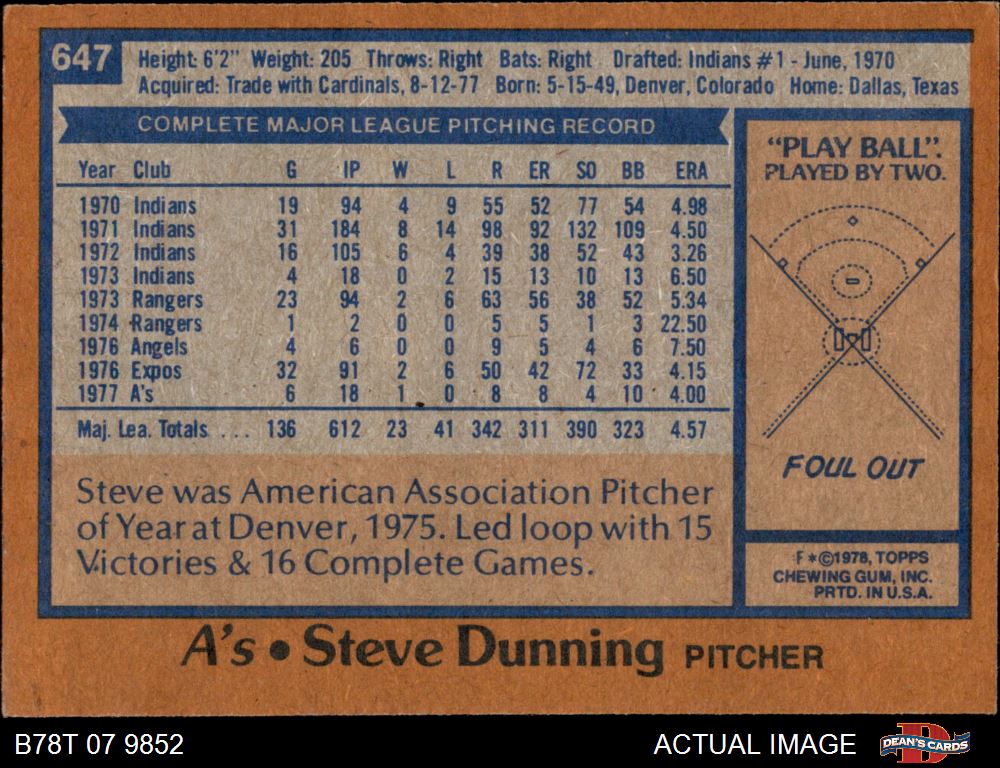 647
Height: 6'2" Weight: 205 Throws: Right Bats: Right Drafted: Indians #1 - June, 1970
Acquired: Trade with Cardinals, 8-12-77 Born: 5-15-49, Denver, Colorado Home: Dallas, Texas
COMPLETE MAJOR LEAGUE PITCHING RECORD
Year Club G IP W L R ER SO BB ERA
1970 Indians 19 94 4 9 55 52 77 54 4.98
1971 Indians 31 184 8 14 98 92 132 109 4.50
1972 Indians 16 105 6 4 39 38 52 43 3.26
1973 Indians 4 18 0 2 15 13 10 13 6.50
1973 Rangers 23 94 2 6 63 56 38 52 5.34
1974 Rangers 1 2 0 0 5 5 1 3 22.50
1976 Angels 4 6 0 0 9 5 4 6 7.50
1976 Expos 32 91 2 6 50 42 72 33 4.15
1977 A's 6 18 1 0 8 8 4 10 4.00
Maj. Lea. Totals ... 136 612 23 41 342 311 390 323 4.57
Steve was American Association Pitcher
of Year at Denver, 1975. Led loop with 15
Victories & 16 Complete Games.
"PLAY BALL".
PLAYED BY TWO.
FOUL OUT
F *©1978, TOPPS
CHEWING GUM, INC.
PRTD. IN U.S.A.
A's • Steve Dunning PITCHER
B78T 07 9852
ACTUAL IMAGE
DEAN'S CARDS